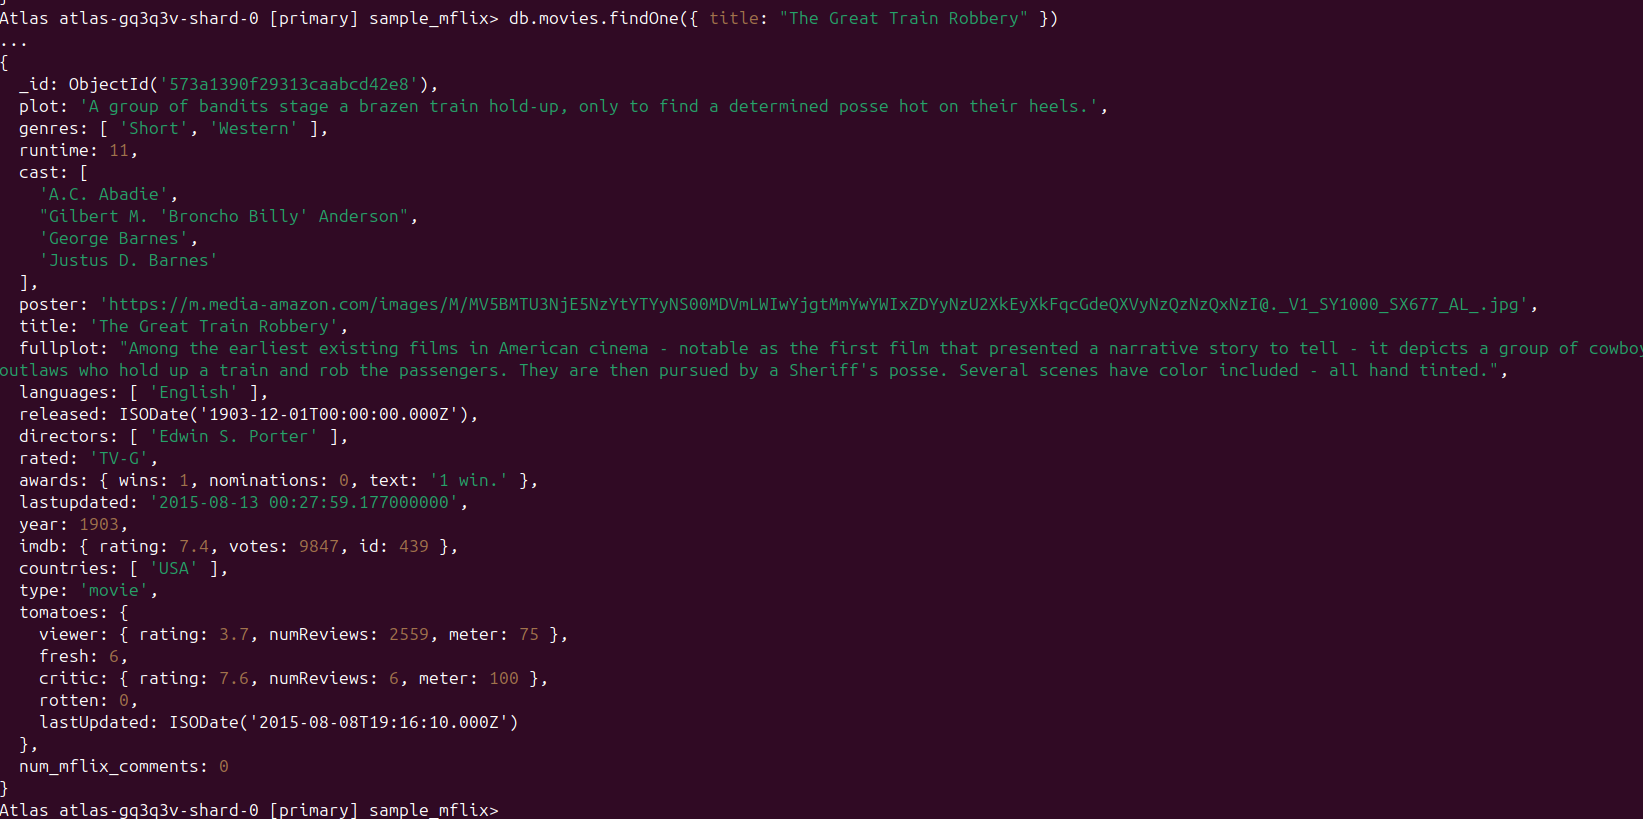 Atlas atlas-gq3q3v-shard-0 [primary] sample_mflix> db.movies.findOne({ title: "The Great Train Robbery" })
...
{
  _id: ObjectId('573a1390f29313caabcd42e8'),
  plot: 'A group of bandits stage a brazen train hold-up, only to find a determined posse hot on their heels.',
  genres: [ 'Short', 'Western' ],
  runtime: 11,
  cast: [
    'A.C. Abadie',
    "Gilbert M. 'Broncho Billy' Anderson",
    'George Barnes',
    'Justus D. Barnes'
  ],
  poster: 'https://m.media-amazon.com/images/M/MV5BMTU3NjE5NzYtYTYyNS00MDVmLWIwYjgtMmYwYWIxZDYyNzU2XkEyXkFqcGdeQXVyNzQzNzQxNzI@._V1_SY1000_SX677_AL_.jpg',
  title: 'The Great Train Robbery',
  fullplot: "Among the earliest existing films in American cinema - notable as the first film that presented a narrative story to tell - it depicts a group of cowboy
outlaws who hold up a train and rob the passengers. They are then pursued by a Sheriff's posse. Several scenes have color included - all hand tinted.",
  languages: [ 'English' ],
  released: ISODate('1903-12-01T00:00:00.000Z'),
  directors: [ 'Edwin S. Porter' ],
  rated: 'TV-G',
  awards: { wins: 1, nominations: 0, text: '1 win.' },
  lastupdated: '2015-08-13 00:27:59.177000000',
  year: 1903,
  imdb: { rating: 7.4, votes: 9847, id: 439 },
  countries: [ 'USA' ],
  type: 'movie',
  tomatoes: {
    viewer: { rating: 3.7, numReviews: 2559, meter: 75 },
    fresh: 6,
    critic: { rating: 7.6, numReviews: 6, meter: 100 },
    rotten: 0,
    lastUpdated: ISODate('2015-08-08T19:16:10.000Z')
  },
  num_mflix_comments: 0
}
Atlas atlas-gq3q3v-shard-0 [primary] sample_mflix>